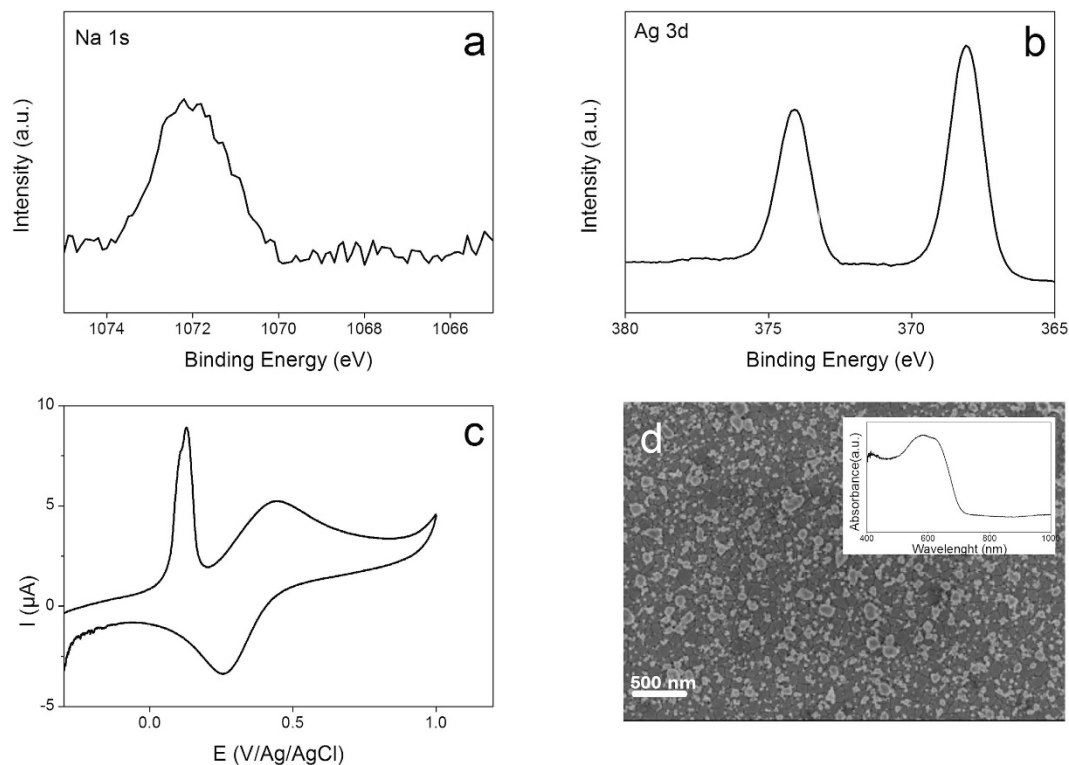 Na 1s
a
Intensity (a.u.)
1074
1072
1070
1068
1066
Binding Energy (eV)
Ag 3d
b
Intensity (a.u.)
380
375
370
365
Binding Energy (eV)
10
5
0
-5
c
I (μA)
0.0
0.5
1.0
E (V/Ag/AgCl)
d
Absorbance(a.u.)
400
600
800
1000
Wavelenght (nm)
500 nm